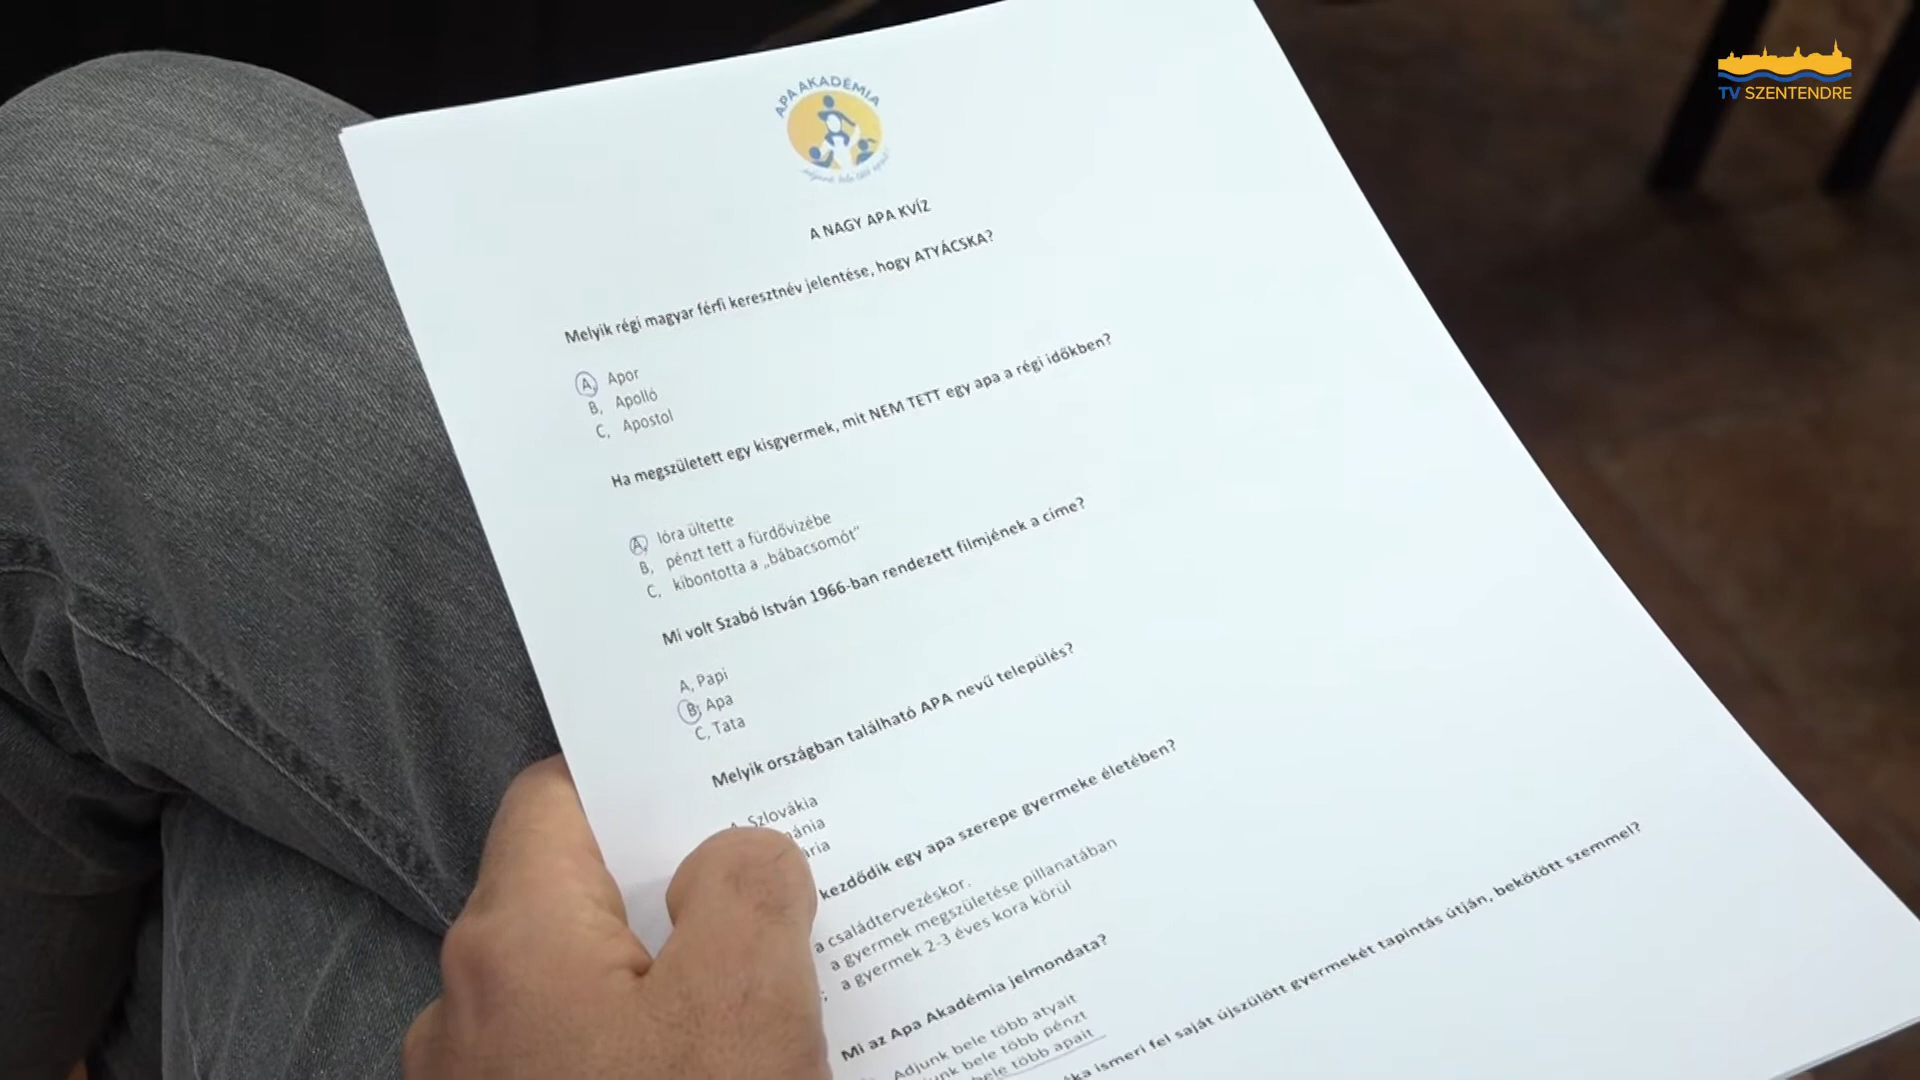 TV SZENTENDRE
APA AKADÉMIA
A NAGY APA KVÍZ
Melyik régi magyar férfi keresztnév jelentése, hogy ATYÁCSKA?
A, Apor
B, Apolló
C, Apostol
Ha megszületett egy kisgyermek, mit NEM TETT egy apa a régi időkben?
A, lóra ültette
B, pénzt tett a fürdővizébe
C, kibontotta a „bábacsomót"
Mi volt Szabó István 1966-ban rendezett filmjének a címe?
A, Papi
B, Apa
C, Tata
Melyik országban található APA nevű település?
A, Szlovákia
kezdődik egy apa szerepe gyermeke életében?
a családtervezéskor.
a gyermek megszületése pillanatában
a gyermek 2-3 éves kora körül
Mi az Apa Akadémia jelmondata?
Adjunk bele több atyait
bele több pénzt
bele több apait
ismeri fel saját újszülött gyermekét tapintás útján, bekötött szemmel?